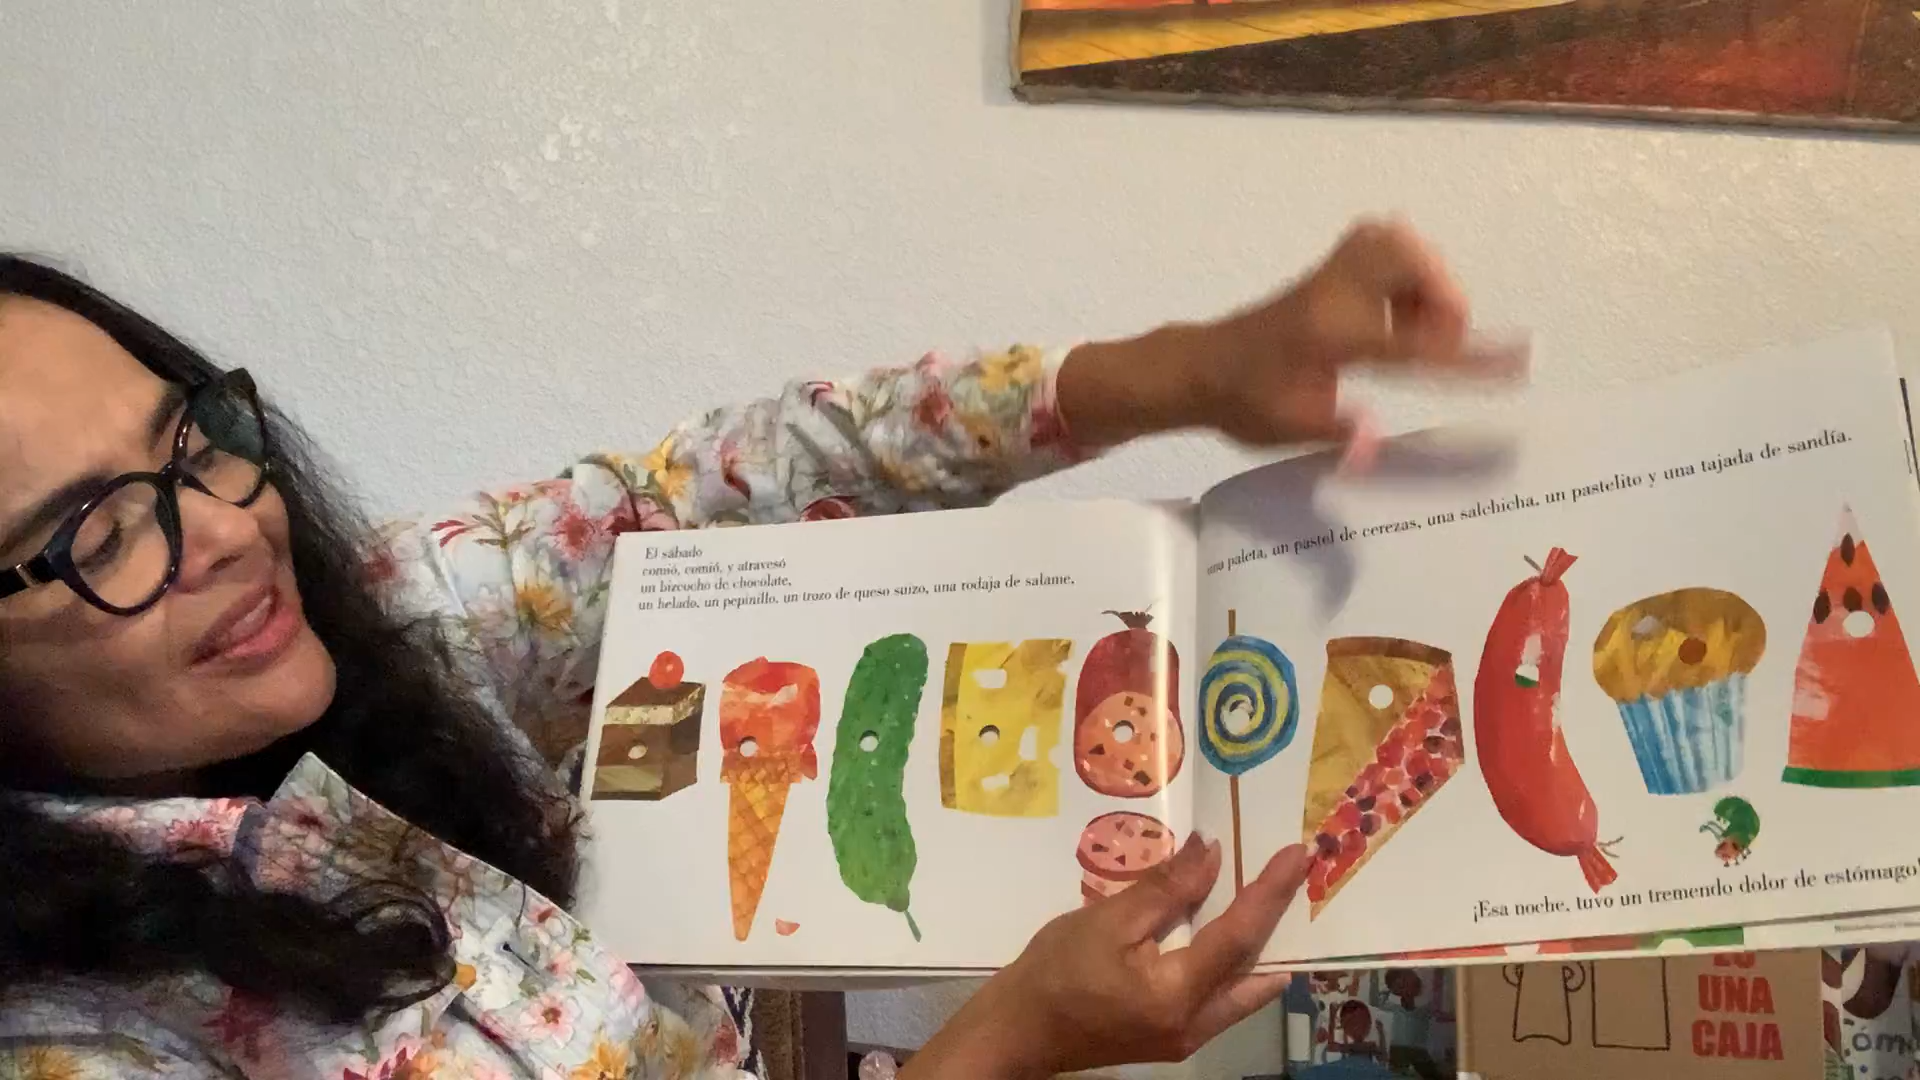 El sábado
comió, comió, y atravesó
un bizcocho de chocolate,
un helado, un pepinillo, un trozo de queso suizo, una rodaja de salame,
una paleta, un pastel de cerezas, una salchicha, un pastelito y una tajada de sandía.
¡Esa noche, tuvo un tremendo dolor de estómago!
UNA
CAJA